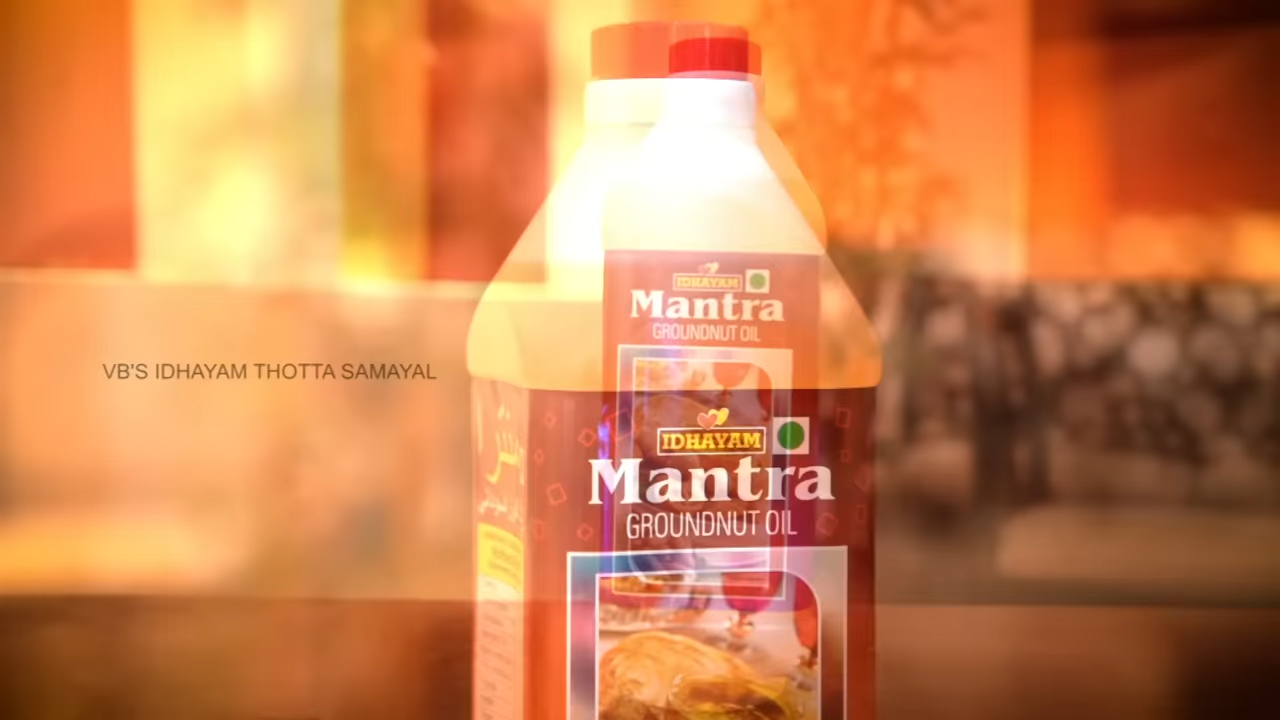 IDHAYAM
Mantra
GROUNDNUT OIL
VB'S IDHAYAM THOTTA SAMAYAL
IDHAYAM
Mantra
GROUNDNUT OIL